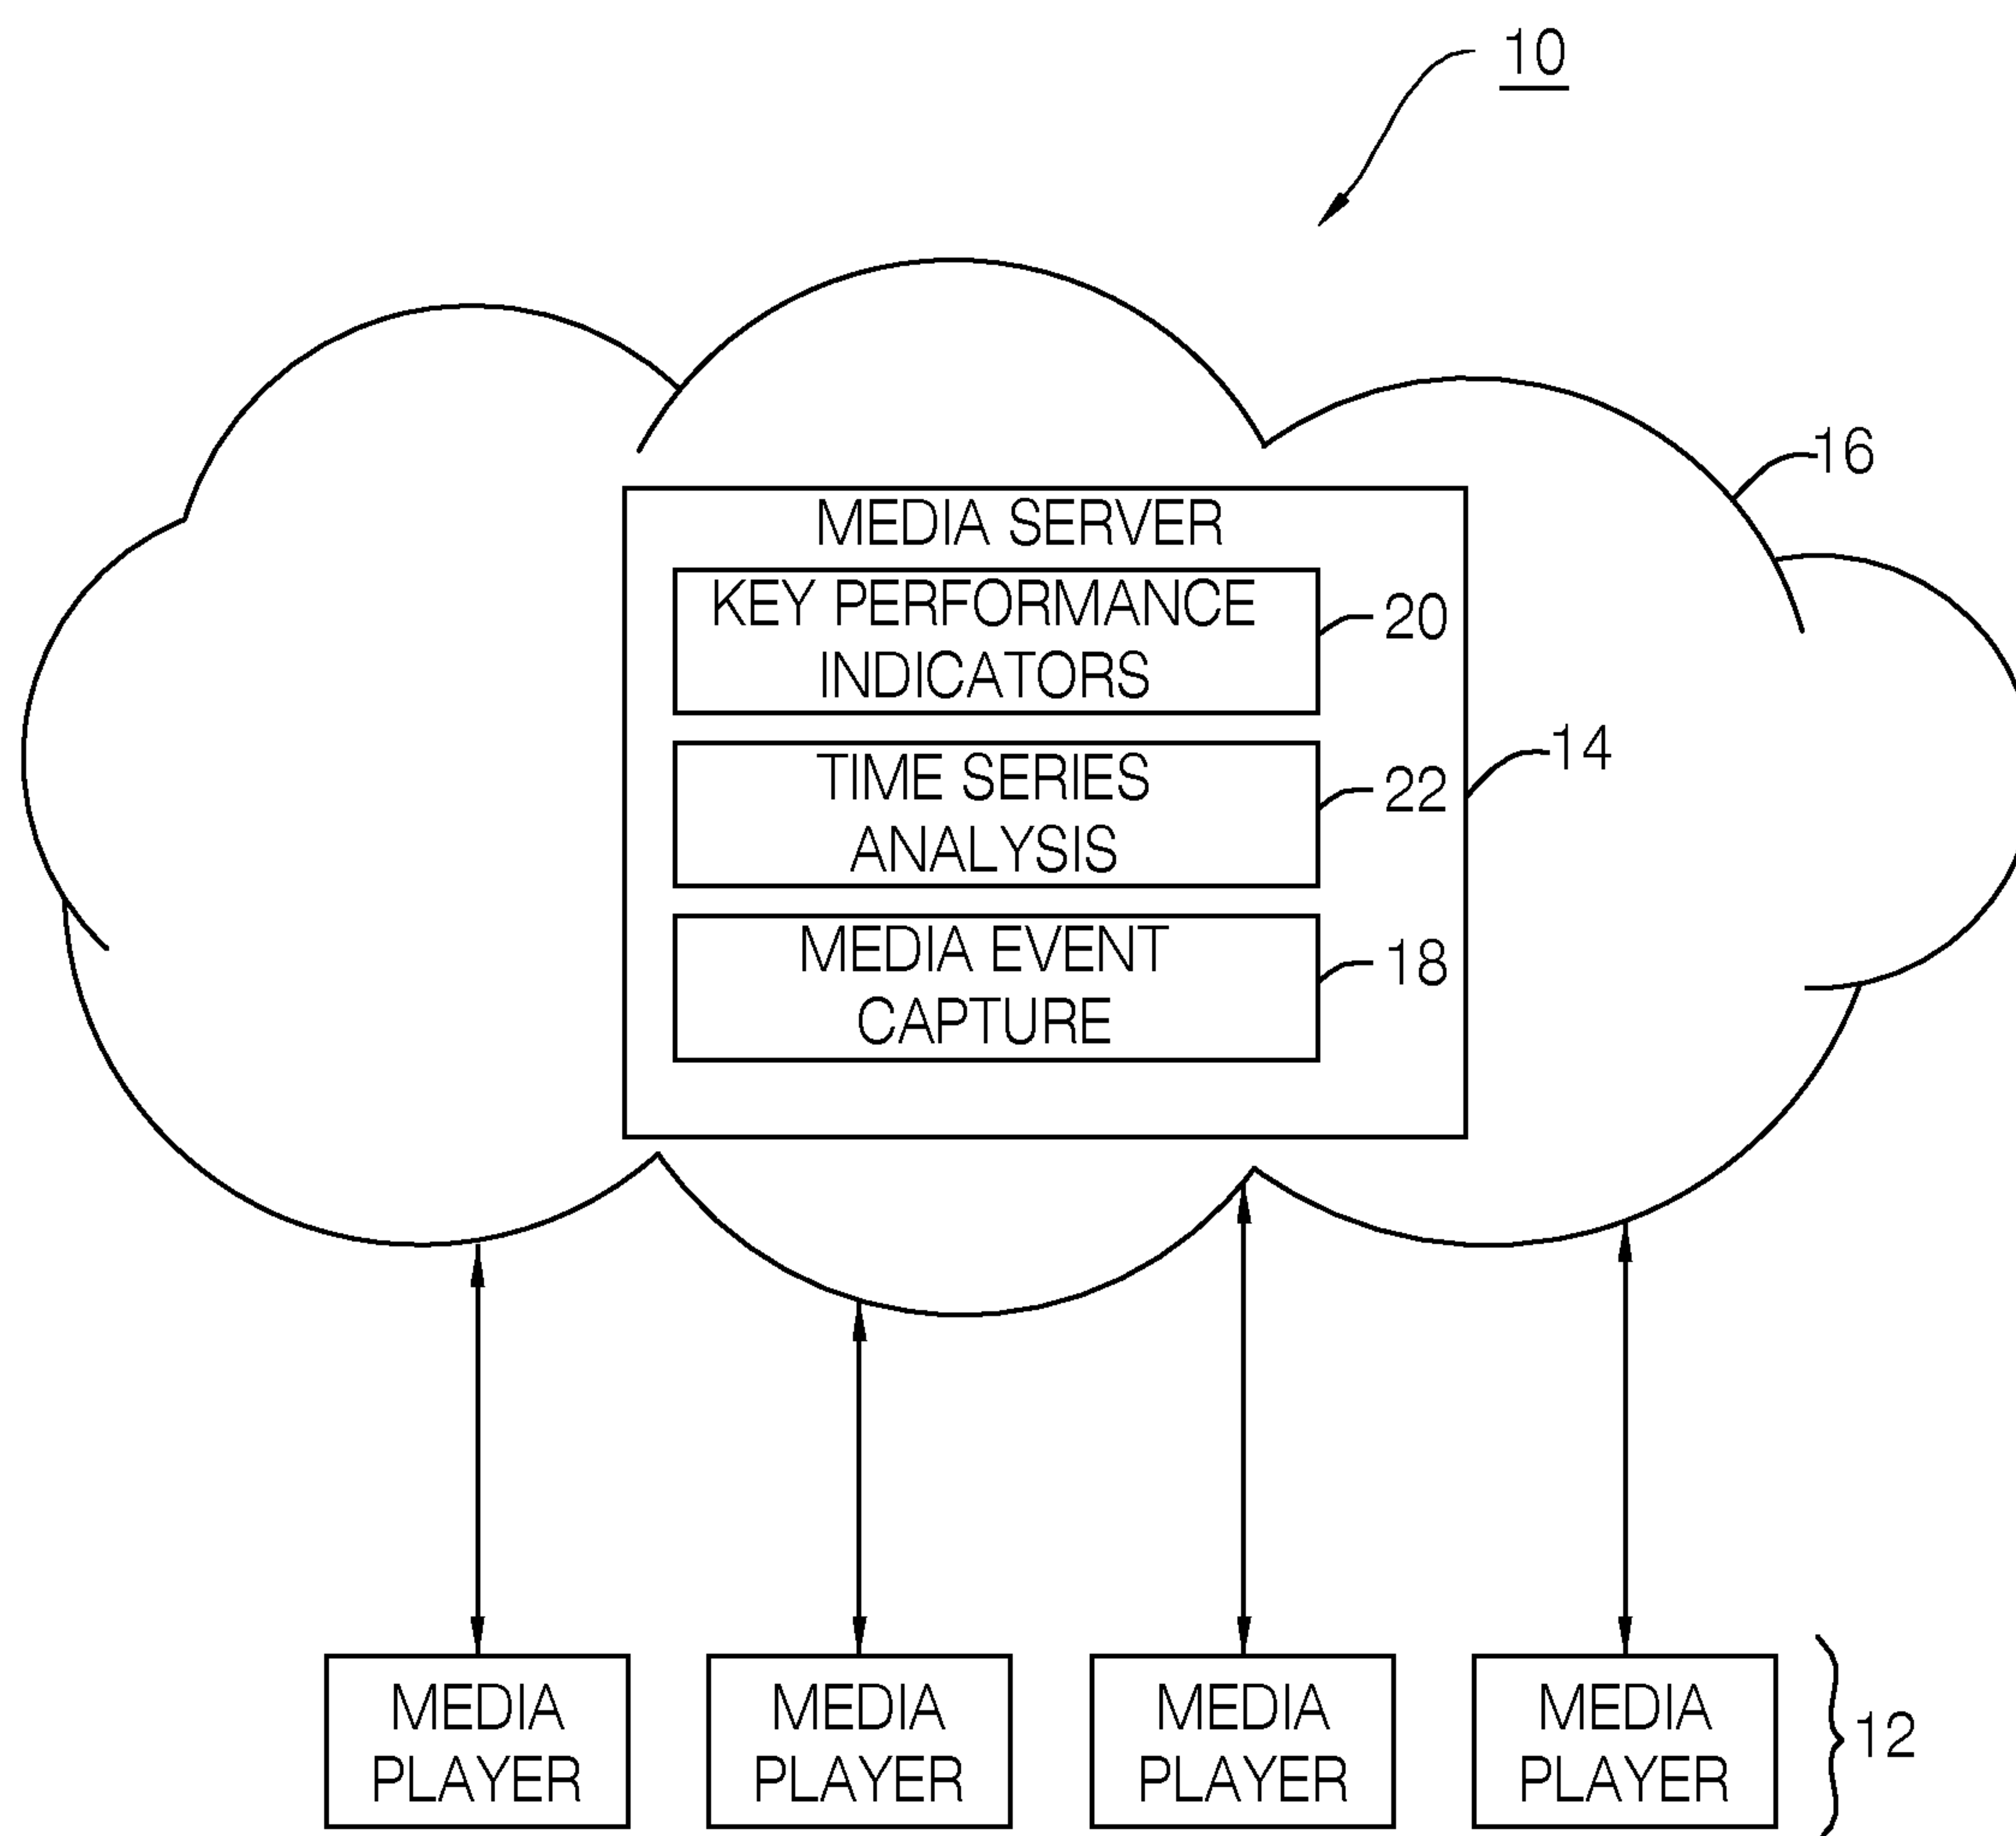 10
16
MEDIA SERVER
KEY PERFORMANCE
INDICATORS
20
TIME SERIES
ANALYSIS
22
14
MEDIA EVENT
CAPTURE
18
MEDIA
PLAYER
MEDIA
PLAYER
MEDIA
PLAYER
MEDIA
PLAYER
12